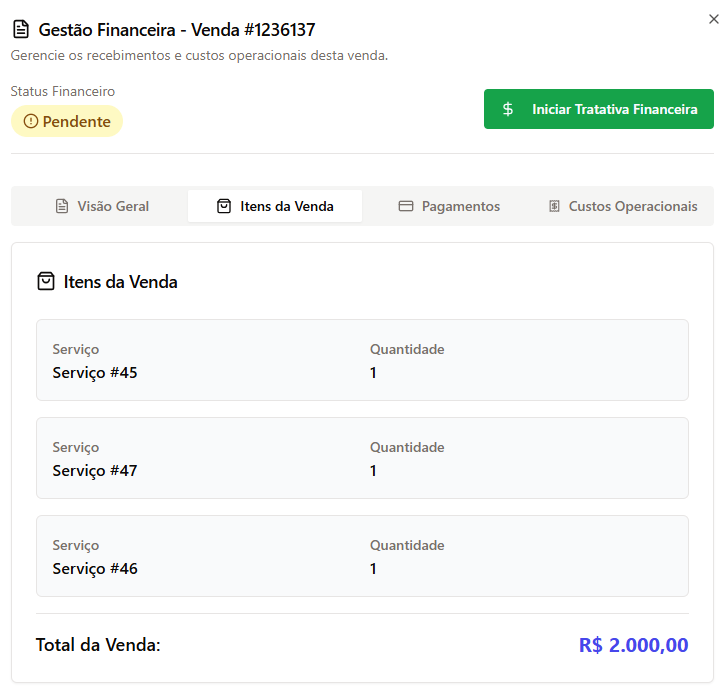 Gestão Financeira - Venda #1236137
Gerencie os recebimentos e custos operacionais desta venda.
Status Financeiro
Pendente
Iniciar Tratativa Financeira
Visão Geral
Itens da Venda
Pagamentos
Custos Operacionais
Itens da Venda
Serviço
Quantidade
Serviço #45
1
Serviço
Quantidade
Serviço #47
1
Serviço
Quantidade
Serviço #46
1
Total da Venda:
R$ 2.000,00